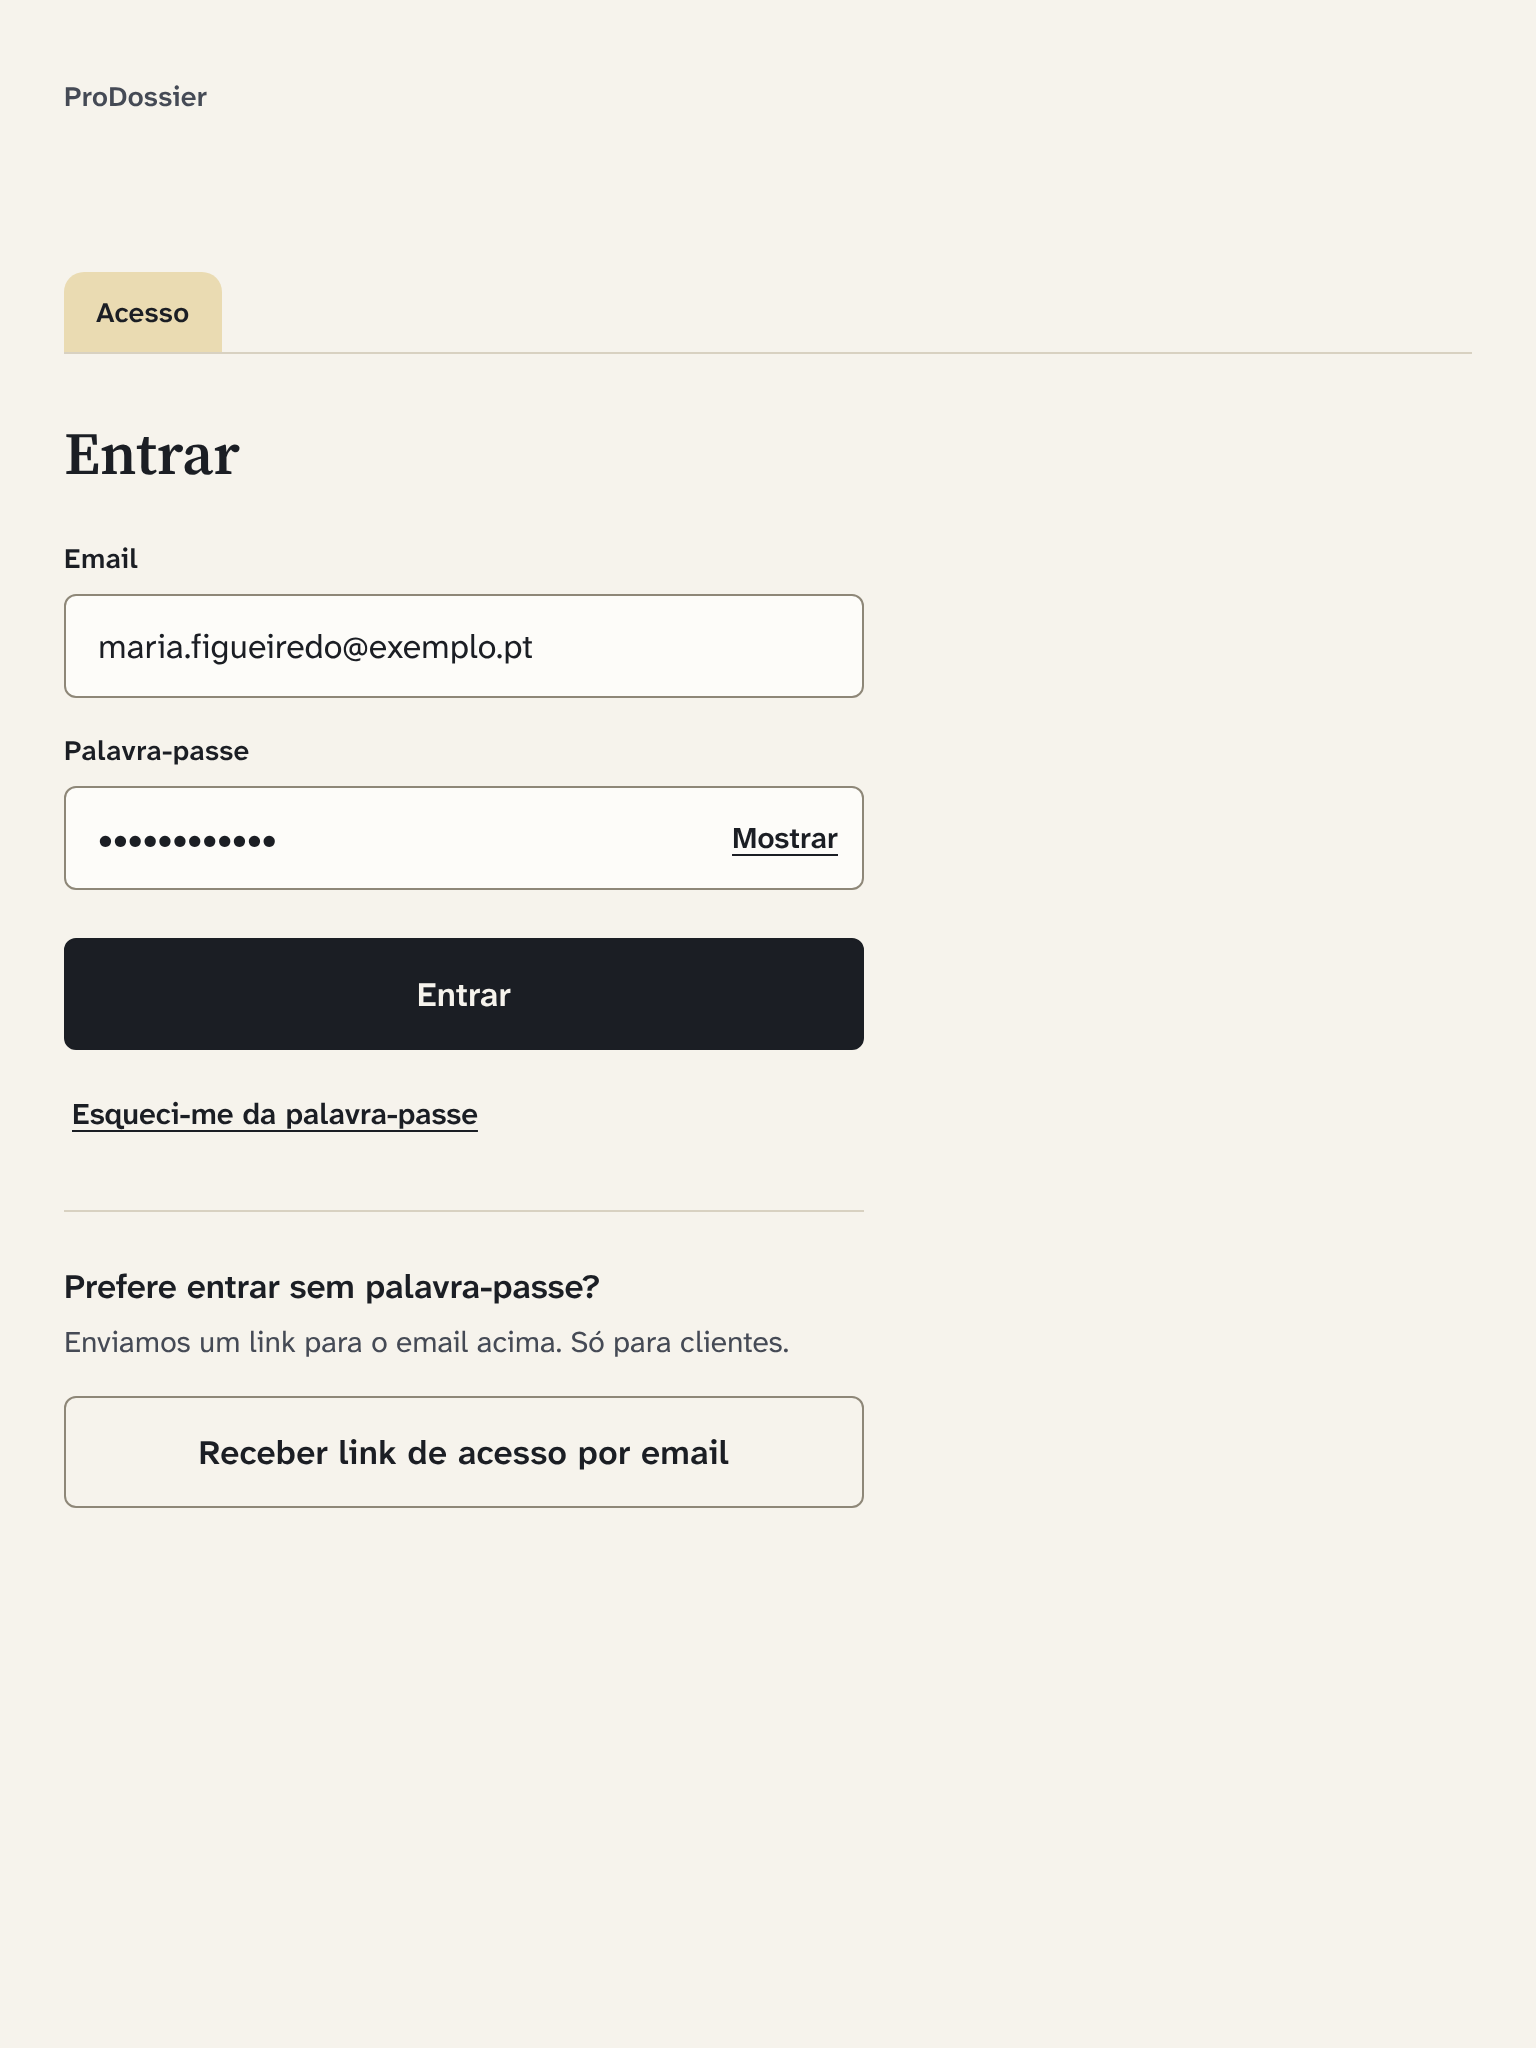 ProDossier
Acesso
Entrar
Email
maria.figueiredo@exemplo.pt
Palavra-passe
••••••••••••
Mostrar
Entrar
Esqueci-me da palavra-passe
Prefere entrar sem palavra-passe?
Enviamos um link para o email acima. Só para clientes.
Receber link de acesso por email